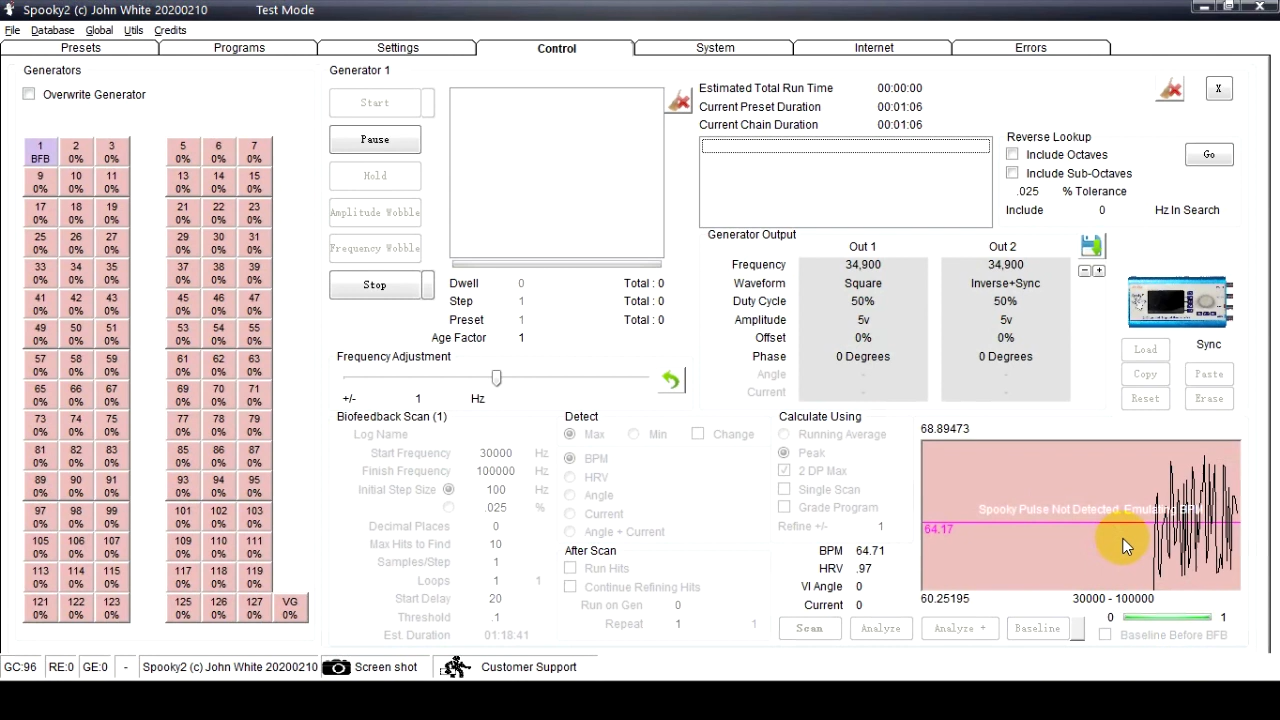 Spooky2 (c) John White 20200210 Test Mode
File Database Global Utils Credits
Presets Programs Settings Control System Internet Errors
Generators
Overwrite Generator
1 2 3 5 6 7
BFB 0% 0% 0% 0% 0%
9 10 11 13 14 15
0% 0% 0% 0% 0% 0%
17 18 19 21 22 23
0% 0% 0% 0% 0% 0%
25 26 27 29 30 31
0% 0% 0% 0% 0% 0%
33 34 35 37 38 39
0% 0% 0% 0% 0% 0%
41 42 43 45 46 47
0% 0% 0% 0% 0% 0%
49 50 51 53 54 55
0% 0% 0% 0% 0% 0%
57 58 59 61 62 63
0% 0% 0% 0% 0% 0%
65 66 67 69 70 71
0% 0% 0% 0% 0% 0%
73 74 75 77 78 79
0% 0% 0% 0% 0% 0%
81 82 83 85 86 87
0% 0% 0% 0% 0% 0%
89 90 91 93 94 95
0% 0% 0% 0% 0% 0%
97 98 99 101 102 103
0% 0% 0% 0% 0% 0%
105 106 107 109 110 111
0% 0% 0% 0% 0% 0%
113 114 115 117 118 119
0% 0% 0% 0% 0% 0%
121 122 123 125 126 127 VG
0% 0% 0% 0% 0% 0% 0%
Generator 1
Start
Pause
Hold
Amplitude Wobble
Frequency Wobble
Stop
Dwell 0 Total : 0
Step 1 Total : 0
Preset 1 Total : 0
Age Factor 1
Frequency Adjustment
+/- 1 Hz
Estimated Total Run Time 00:00:00
Current Preset Duration 00:01:06
Current Chain Duration 00:01:06
X
Reverse Lookup
Include Octaves Go
Include Sub-Octaves
.025 % Tolerance
Include 0 Hz In Search
Generator Output
Out 1 Out 2
Frequency 34,900 34,900
Waveform Square Inverse+Sync
Duty Cycle 50% 50%
Amplitude 5v 5v
Offset 0% 0%
Phase 0 Degrees 0 Degrees
Angle - -
Current - -
Sync
Load
Copy Paste
Reset Erase
Biofeedback Scan (1)
Log Name
Start Frequency 30000 Hz
Finish Frequency 100000 Hz
Initial Step Size 100 Hz
.025 %
Decimal Places 0
Max Hits to Find 10
Samples/Step 1
Loops 1 1
Start Delay 20
Threshold .1
Est. Duration 01:18:41
Detect
Max Min Change
BPM
HRV
Angle
Current
Angle + Current
After Scan
Run Hits
Continue Refining Hits
Run on Gen 0
Repeat 1 1
Calculate Using
Running Average
Peak
2 DP Max
Single Scan
Grade Program
Refine +/- 1
BPM 64.71
HRV .97
VI Angle 0
Current 0
Scan Analyze Analyze + Baseline
68.89473
Spooky Pulse Not Detected. Emulating BPM
64.17
60.25195 30000 - 100000
0 1
Baseline Before BFB
GC:96 RE:0 GE:0 - Spooky2 (c) John White 20200210 Screen shot Customer Support